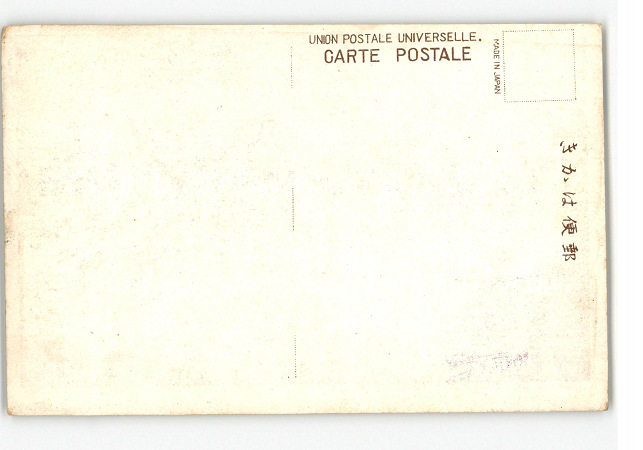 UNION POSTALE UNIVERSELLE.
CARTE POSTALE
MADE IN JAPAN
郵便はかき